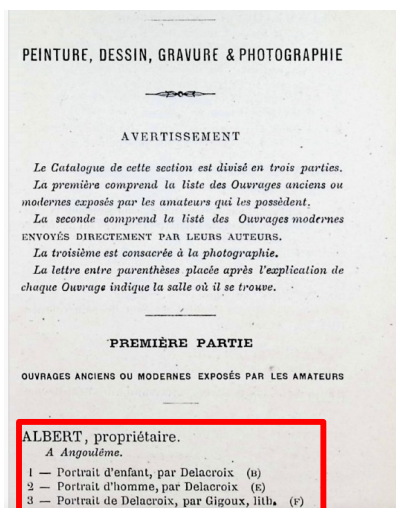 PEINTURE, DESSIN, GRAVURE & PHOTOGRAPHIE
AVERTISSEMENT
Le Catalogue de cette section est divisé en trois parties.
La première comprend la liste des Ouvrages anciens ou
modernes exposés par les amateurs qui les possèdent.
La seconde comprend la liste des Ouvrages modernes
ENVOYÉS DIRECTEMENT PAR LEURS AUTEURS.
La troisième est consacrée à la photographie.
La lettre entre parenthèses placée après l'explication de
chaque Ouvrage indique la salle où il se trouve.
PREMIÈRE PARTIE
OUVRAGES ANCIENS OU MODERNES EXPOSÉS PAR LES AMATEURS
ALBERT, propriétaire.
A Angoulême.
1 — Portrait d'enfant, par Delacroix (B)
2 — Portrait d'homme, par Delacroix (E)
3 — Portrait de Delacroix, par Gigoux, lith. (F)